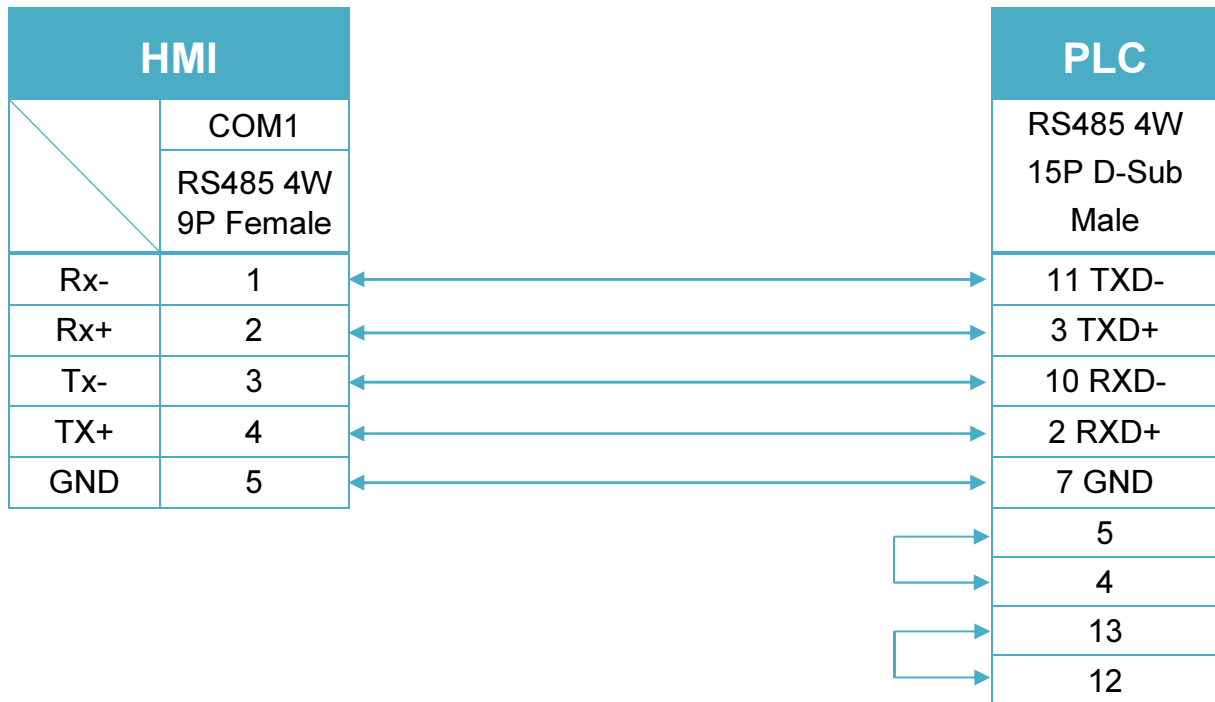 HMI
PLC
COM1
RS485 4W
9P Female
RS485 4W
15P D-Sub
Male
Rx- 1 11 TXD-
Rx+ 2 3 TXD+
Tx- 3 10 RXD-
TX+ 4 2 RXD+
GND 5 7 GND
5
4
13
12